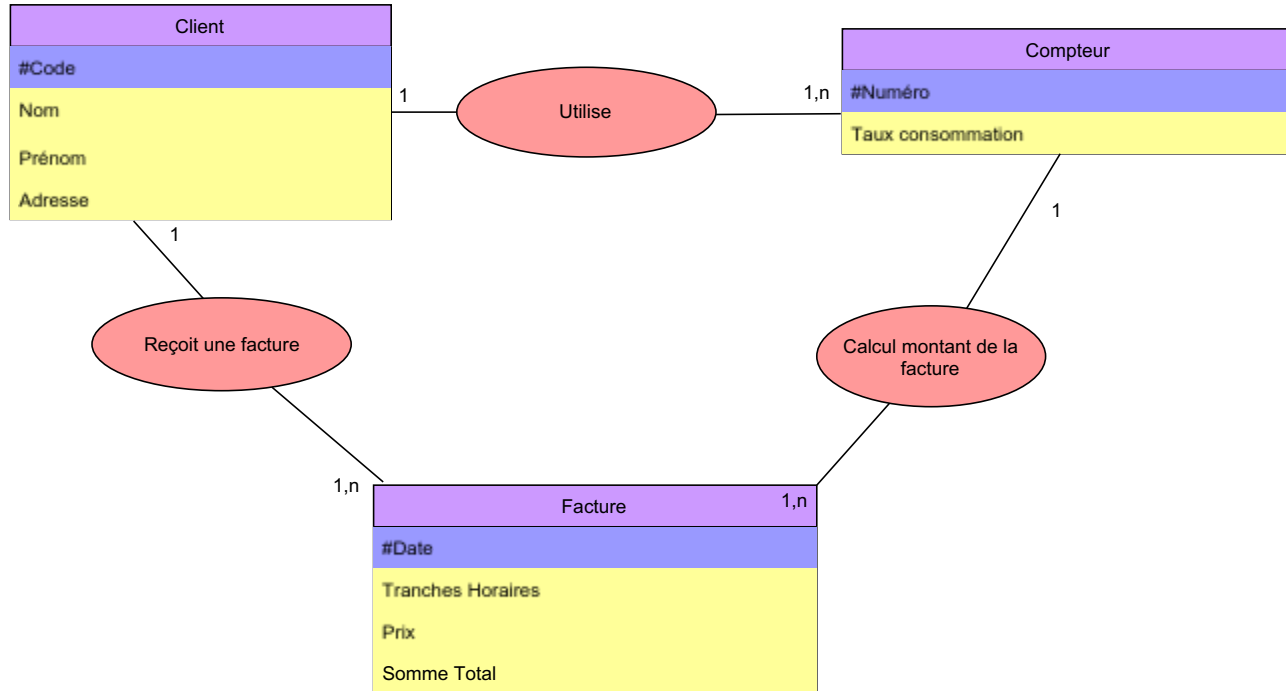 Client
#Code
Nom
Prénom
Adresse
1
Utilise
1,n
Compteur
#Numéro
Taux consommation
1
Reçoit une facture
1,n
1
Calcul montant de la
facture
1,n
Facture
#Date
Tranches Horaires
Prix
Somme Total